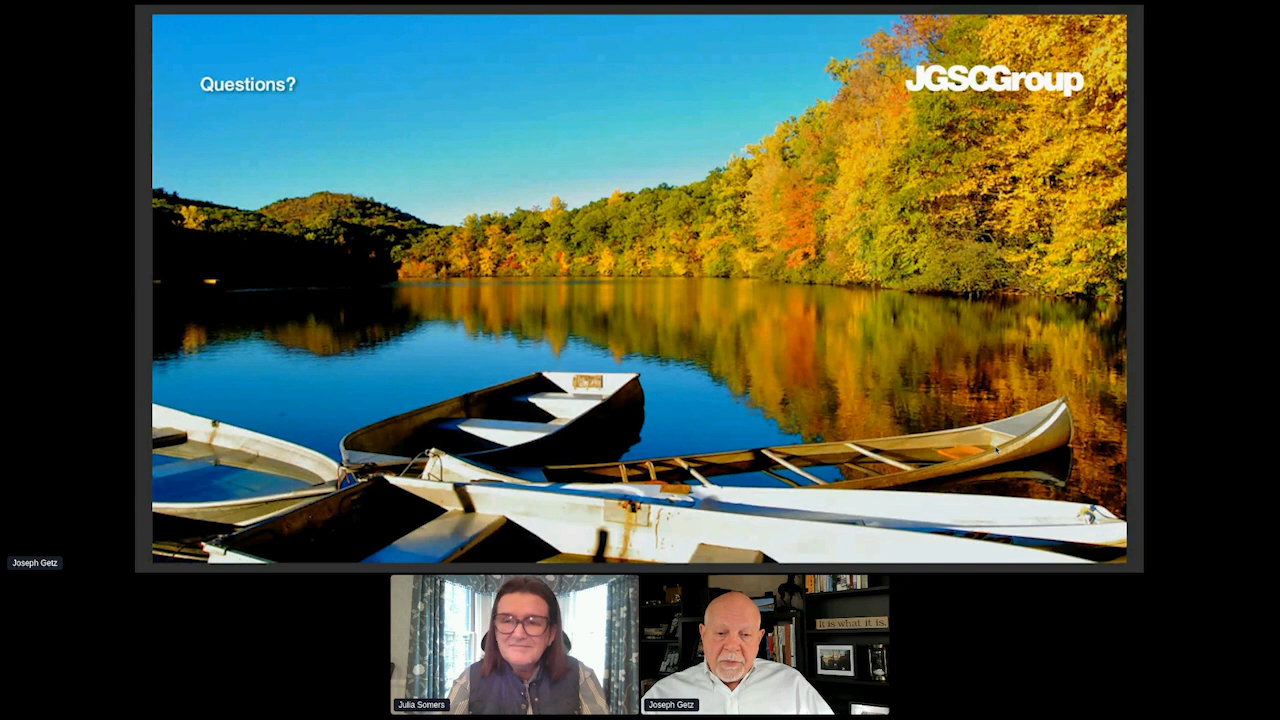 Questions?
JGSCGroup
Joseph Getz
it is what it is.
Julia Somers
Joseph Getz